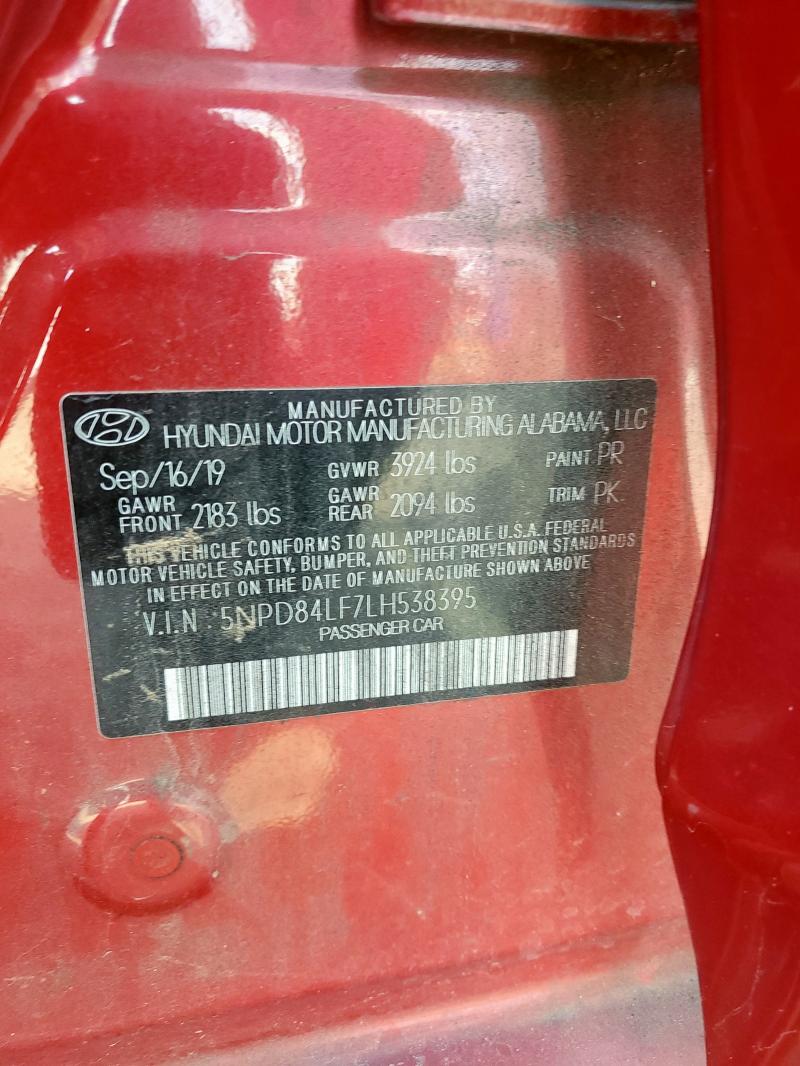 MANUFACTURED BY
HYUNDAI MOTOR MANUFACTURING ALABAMA, LLC
Sep/16/19 GVWR 3924 lbs PAINT PR
GAWR FRONT 2183 lbs GAWR REAR 2094 lbs TRIM PK
THIS VEHICLE CONFORMS TO ALL APPLICABLE U.S.A. FEDERAL
MOTOR VEHICLE SAFETY, BUMPER, AND THEFT PREVENTION STANDARDS
IN EFFECT ON THE DATE OF MANUFACTURE SHOWN ABOVE
V.I.N : 5NPD84LF7LH538395
PASSENGER CAR